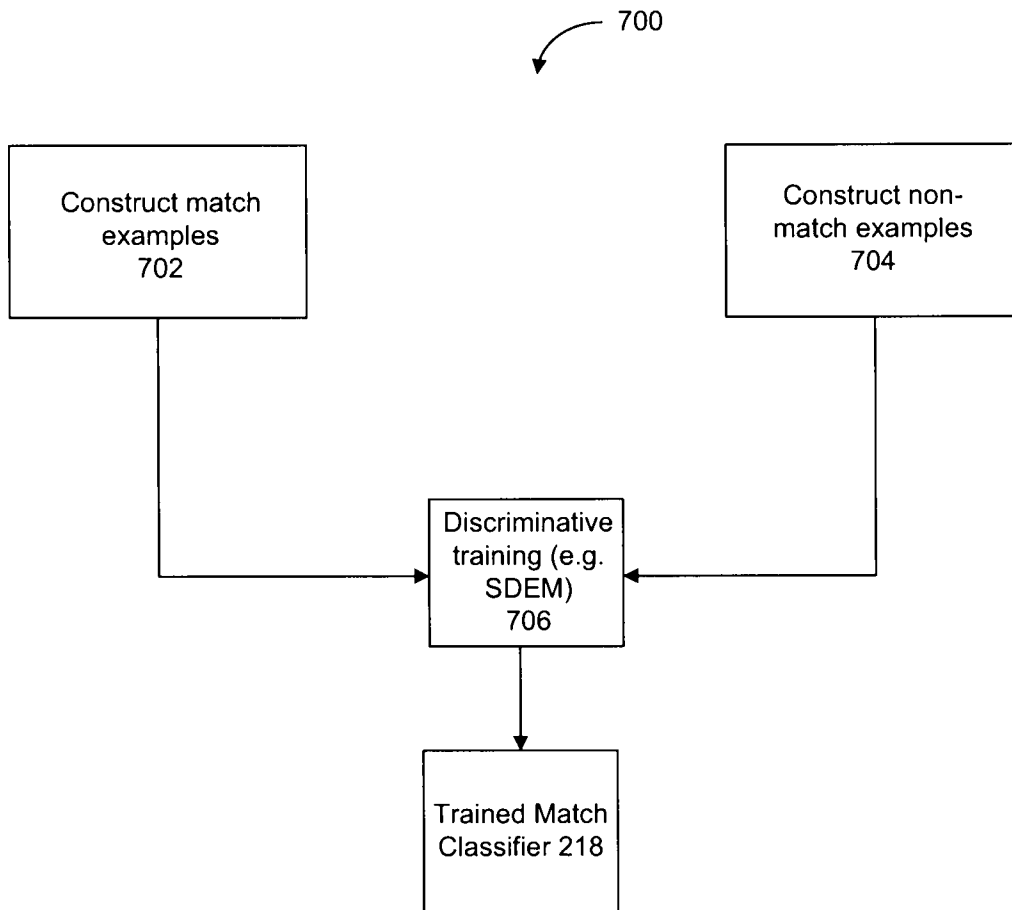 700
Construct match
examples
702
Construct non-
match examples
704
Discriminative
training (e.g.
SDEM)
706
Trained Match
Classifier 218